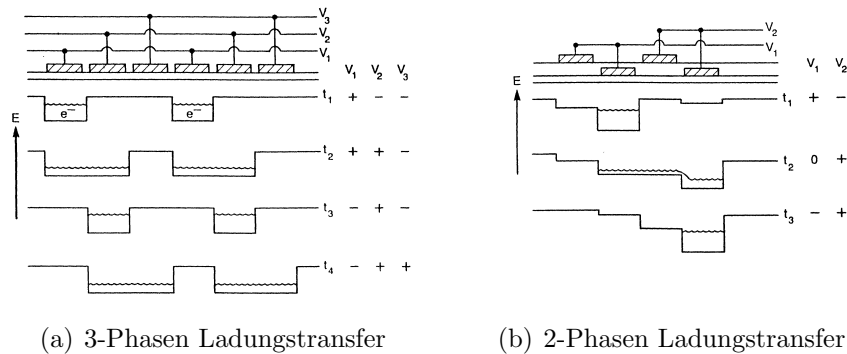 V3
V2
V1
V1 V2 V3
E
t1 + − −
e− e−
t2 + + −
t3 − + −
t4 − + +
(a) 3-Phasen Ladungstransfer
V2
V1
V1 V2
E
t1 + −
t2 0 +
t3 − +
(b) 2-Phasen Ladungstransfer